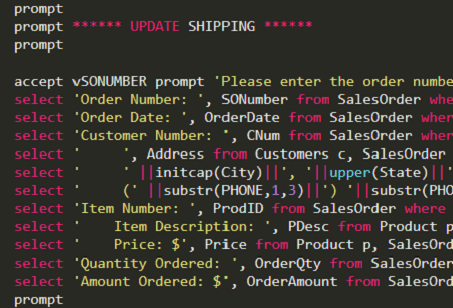 prompt
prompt ****** UPDATE SHIPPING ******
prompt
accept vSONUMBER prompt 'Please enter the order numbe
select 'Order Number: ', SONumber from SalesOrder whe
select 'Order Date: ', OrderDate from SalesOrder wher
select 'Customer Number: ', CNum from SalesOrder wher
select '      ', Address from Customers c, SalesOrder
select '      ' ||initcap(City)||', '||upper(State)||'
select '      (' ||substr(PHONE,1,3)||') '||substr(PHO
select 'Item Number: ', ProdID from SalesOrder where
select '    Item Description: ', PDesc from Product p
select '    Price: $', Price from Product p, SalesOrd
select 'Quantity Ordered: ', OrderQty from SalesOrder
select 'Amount Ordered: $', OrderAmount from SalesOrd
prompt